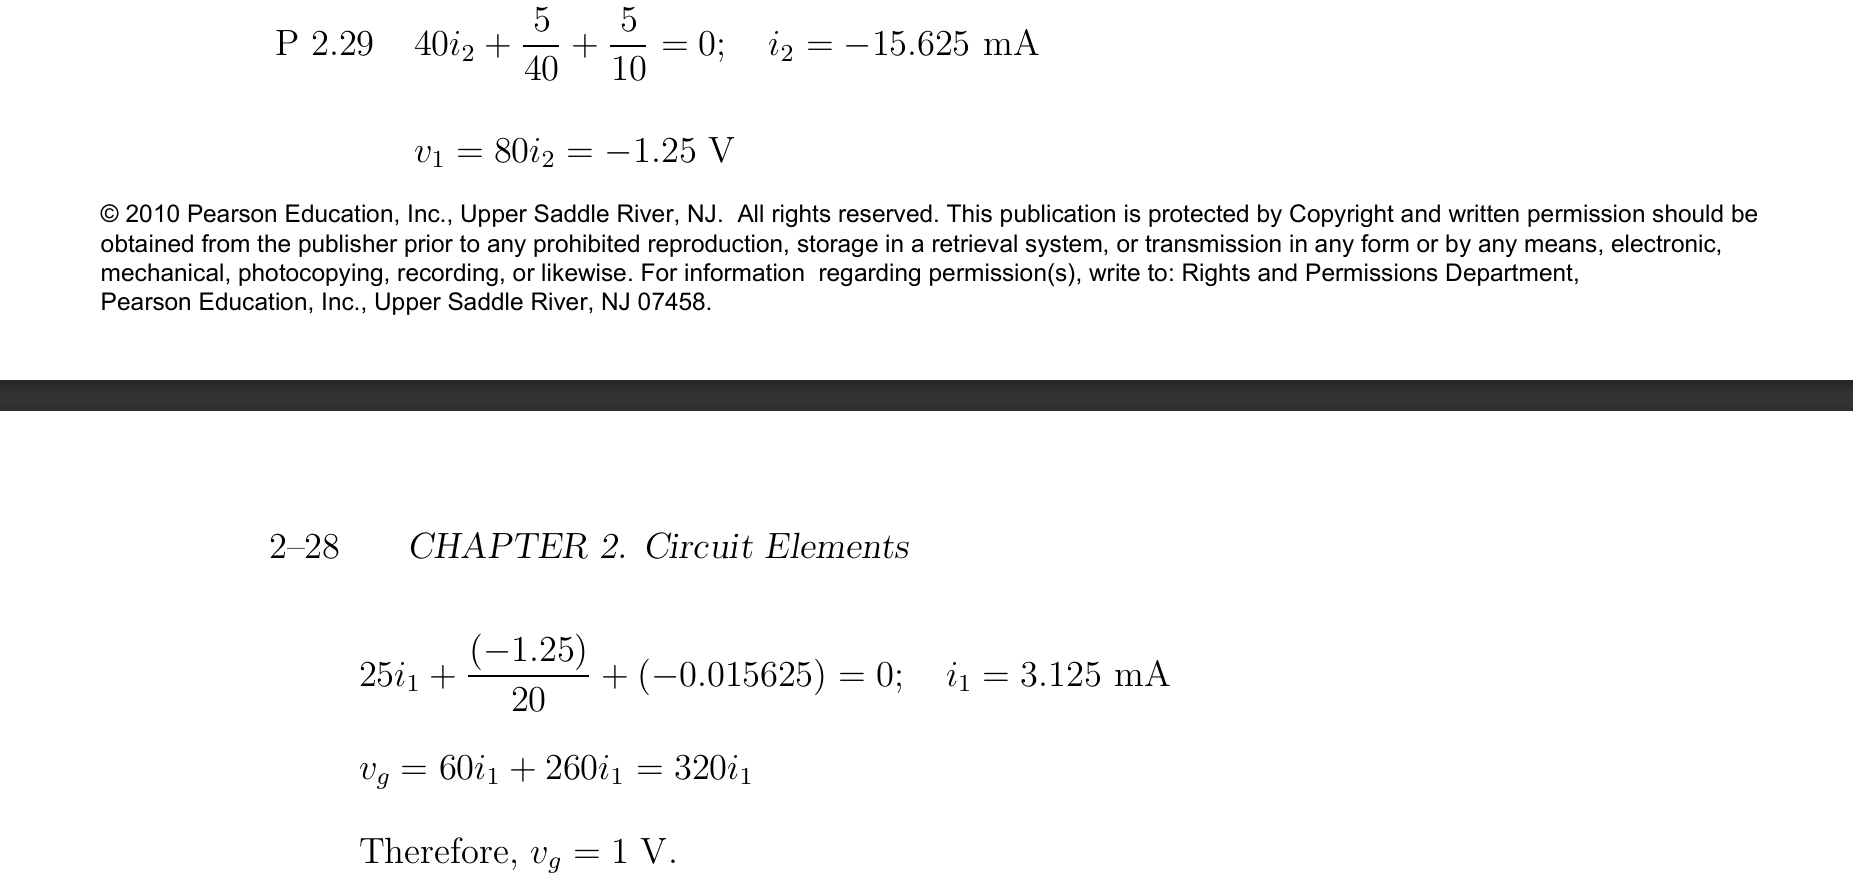 P 2.29 40i₂ + 5/40 + 5/10 = 0; i₂ = −15.625 mA
v₁ = 80i₂ = −1.25 V
© 2010 Pearson Education, Inc., Upper Saddle River, NJ. All rights reserved. This publication is protected by Copyright and written permission should be
obtained from the publisher prior to any prohibited reproduction, storage in a retrieval system, or transmission in any form or by any means, electronic,
mechanical, photocopying, recording, or likewise. For information regarding permission(s), write to: Rights and Permissions Department,
Pearson Education, Inc., Upper Saddle River, NJ 07458.
2–28 CHAPTER 2. Circuit Elements
25i₁ + (−1.25)/20 + (−0.015625) = 0; i₁ = 3.125 mA
v_g = 60i₁ + 260i₁ = 320i₁
Therefore, v_g = 1 V.